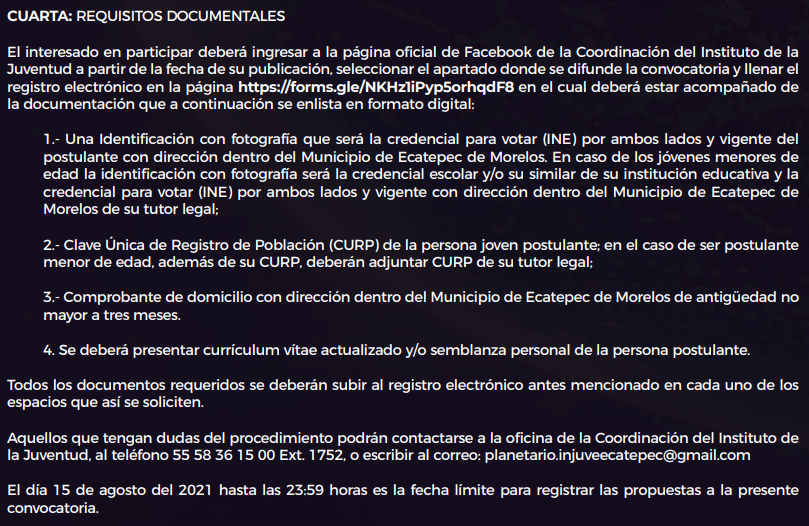 CUARTA: REQUISITOS DOCUMENTALES
El interesado en participar deberá ingresar a la página oficial de Facebook de la Coordinación del Instituto de la
Juventud a partir de la fecha de su publicación, seleccionar el apartado donde se difunde la convocatoria y llenar el
registro electrónico en la página https://forms.gle/NKHz1iPyp5orhqdF8 en el cual deberá estar acompañado de
la documentación que a continuación se enlista en formato digital:
1.- Una Identificación con fotografía que será la credencial para votar (INE) por ambos lados y vigente del
postulante con dirección dentro del Municipio de Ecatepec de Morelos. En caso de los jóvenes menores de
edad la identificación con fotografía será la credencial escolar y/o su similar de su institución educativa y la
credencial para votar (INE) por ambos lados y vigente con dirección dentro del Municipio de Ecatepec de
Morelos de su tutor legal;
2.- Clave Única de Registro de Población (CURP) de la persona joven postulante; en el caso de ser postulante
menor de edad, además de su CURP, deberán adjuntar CURP de su tutor legal;
3.- Comprobante de domicilio con dirección dentro del Municipio de Ecatepec de Morelos de antigüedad no
mayor a tres meses.
4. Se deberá presentar currículum vítae actualizado y/o semblanza personal de la persona postulante.
Todos los documentos requeridos se deberán subir al registro electrónico antes mencionado en cada uno de los
espacios que así se soliciten.
Aquellos que tengan dudas del procedimiento podrán contactarse a la oficina de la Coordinación del Instituto de
la Juventud, al teléfono 55 58 36 15 00 Ext. 1752, o escribir al correo: planetario.injuveecatepec@gmail.com
El día 15 de agosto del 2021 hasta las 23:59 horas es la fecha límite para registrar las propuestas a la presente
convocatoria.